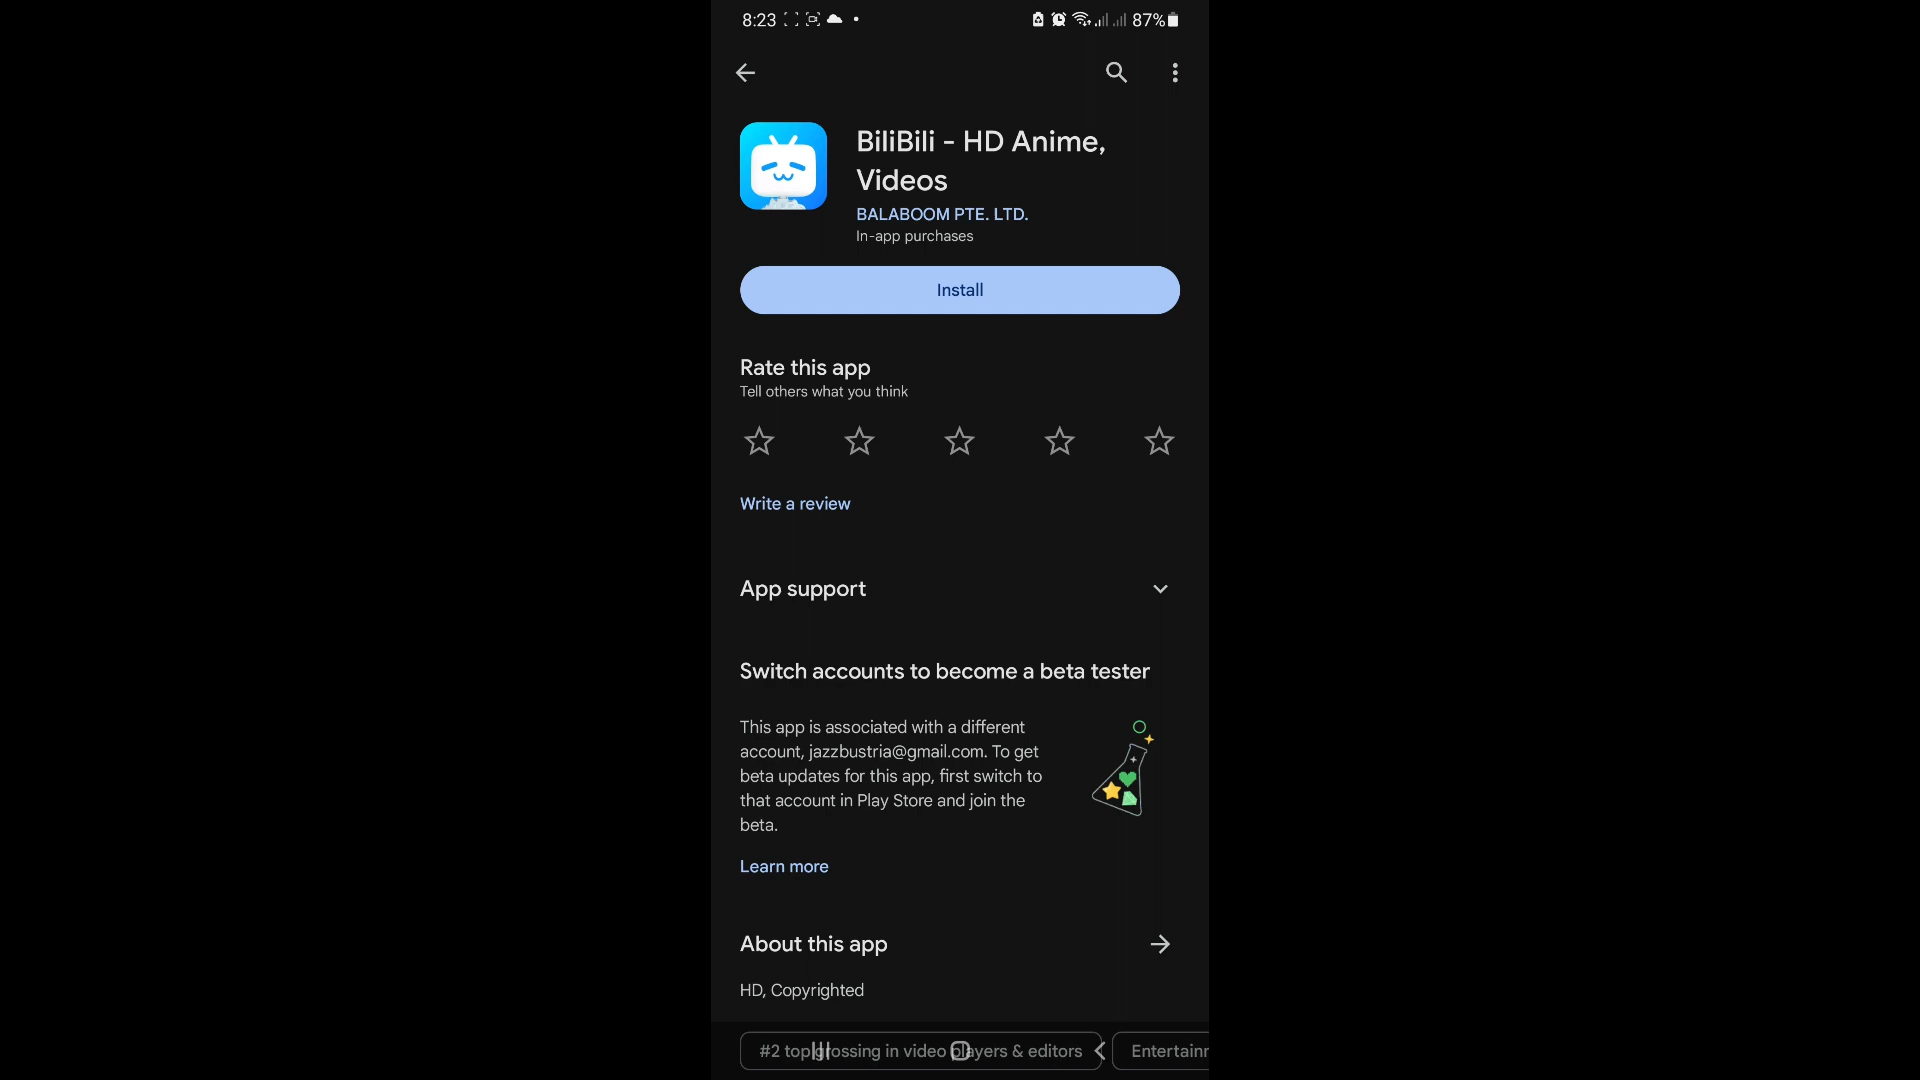 8:23
87%
BiliBili - HD Anime,
Videos
BALABOOM PTE. LTD.
In-app purchases
Install
Rate this app
Tell others what you think
Write a review
App support
Switch accounts to become a beta tester
This app is associated with a different
account, jazzbustria@gmail.com. To get
beta updates for this app, first switch to
that account in Play Store and join the
beta.
Learn more
About this app
HD, Copyrighted
#2 top grossing in video players & editors
Entertainm